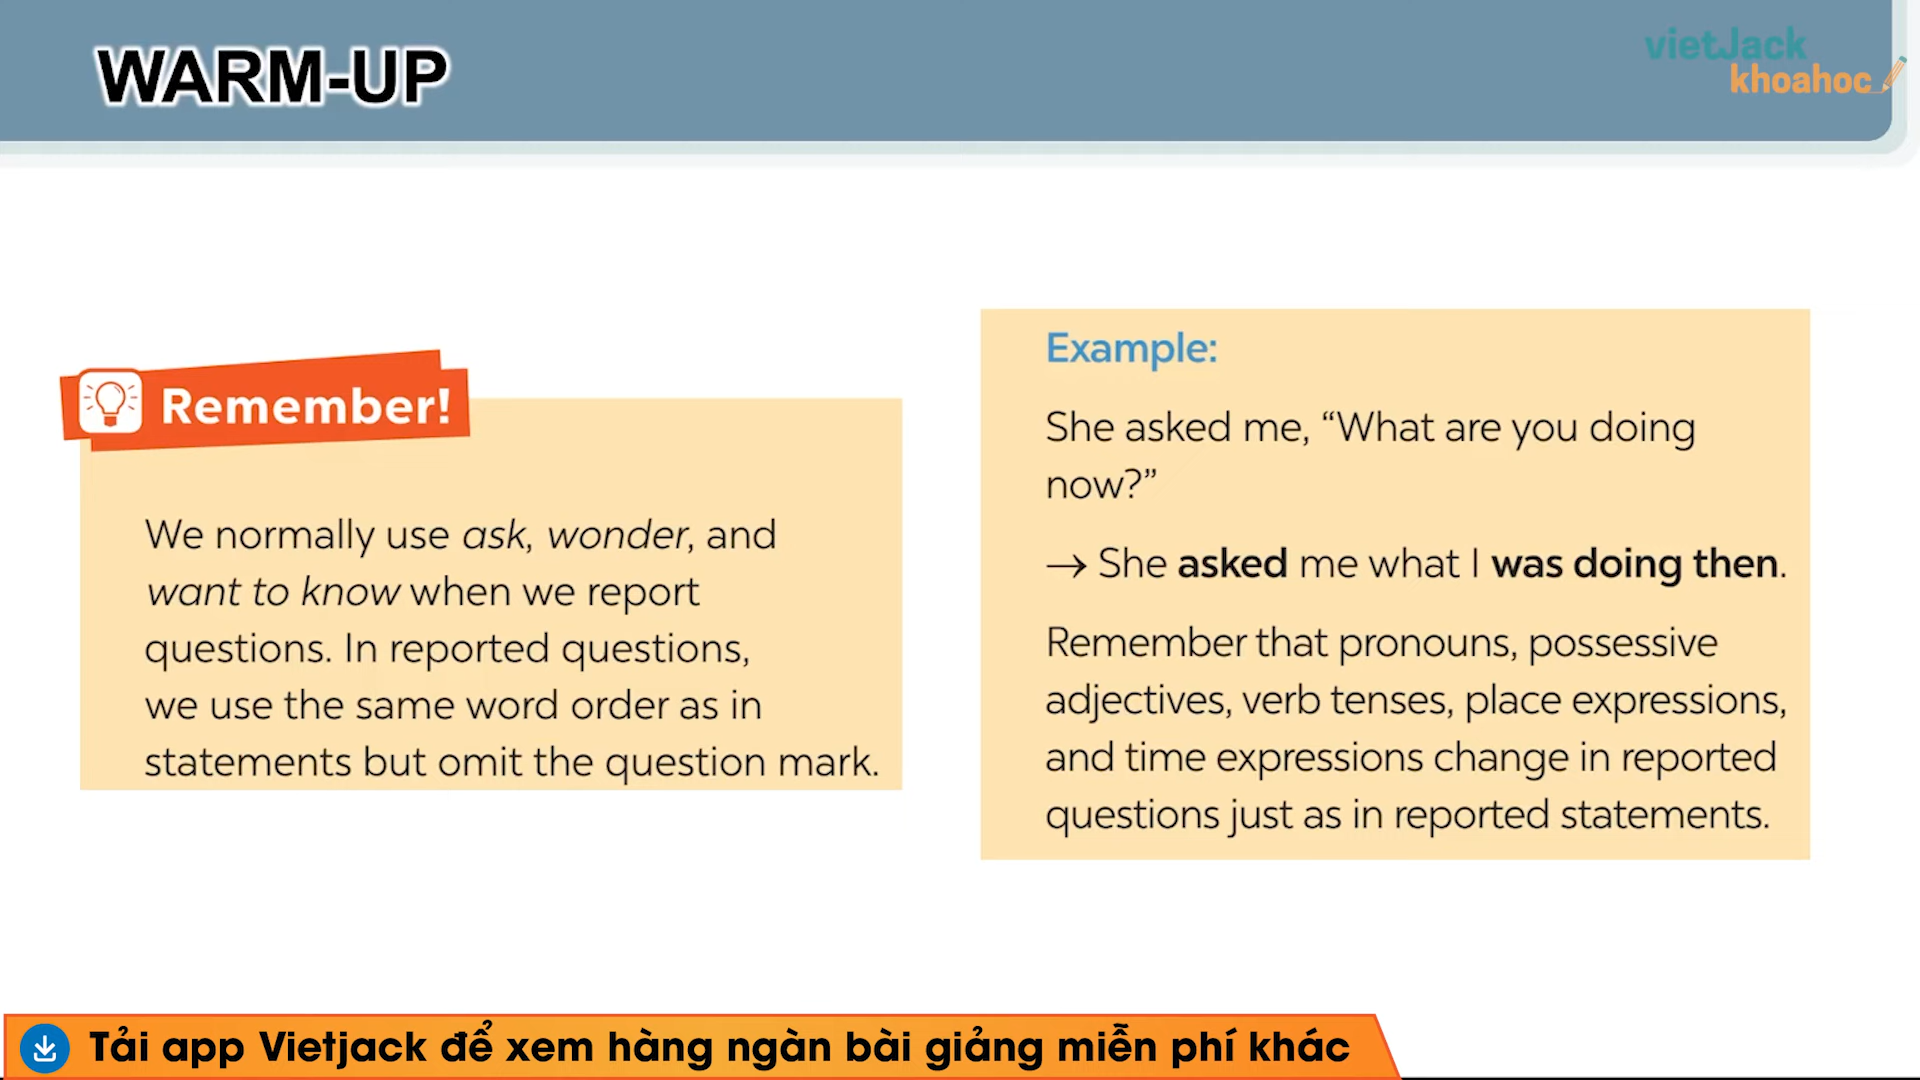 WARM-UP
vietJack
khoahoc
Remember!
We normally use ask, wonder, and
want to know when we report
questions. In reported questions,
we use the same word order as in
statements but omit the question mark.
Example:
She asked me, “What are you doing
now?”
→ She asked me what I was doing then.
Remember that pronouns, possessive
adjectives, verb tenses, place expressions,
and time expressions change in reported
questions just as in reported statements.
Tải app Vietjack để xem hàng ngàn bài giảng miễn phí khác